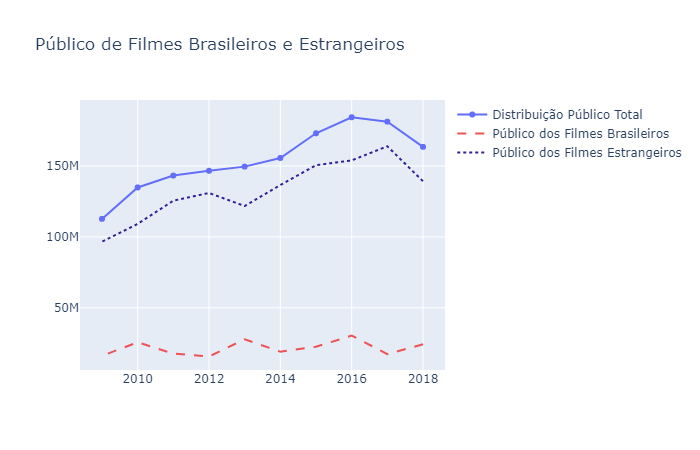 Público de Filmes Brasileiros e Estrangeiros
Distribuição Público Total
Público dos Filmes Brasileiros
Público dos Filmes Estrangeiros
150M
100M
50M
2010 2012 2014 2016 2018